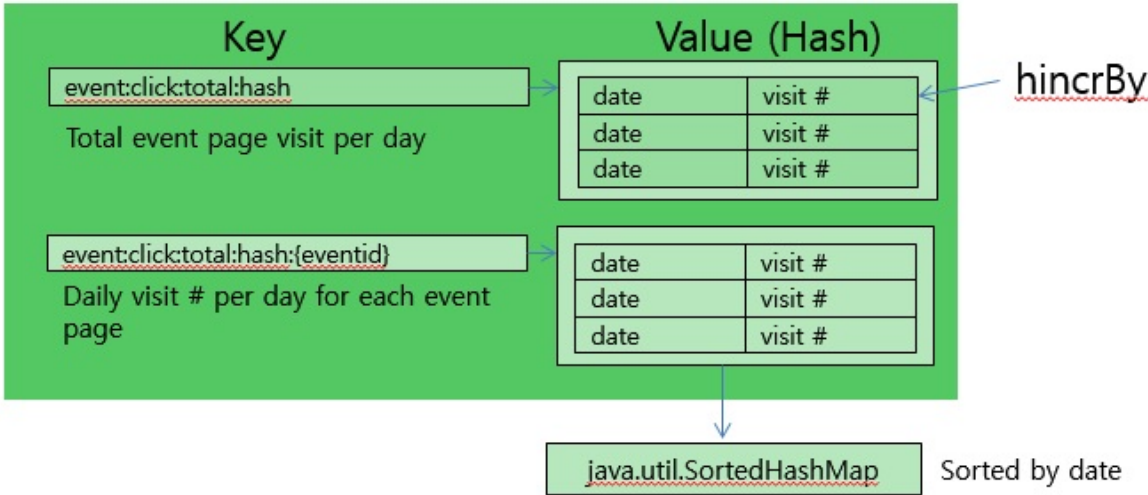 Key
Value (Hash)
event:click:total:hash
date visit #
hincrBy
Total event page visit per day
date visit #
date visit #
event:click:total:hash:{eventid}
date visit #
Daily visit # per day for each event
page
date visit #
date visit #
java.util.SortedHashMap
Sorted by date